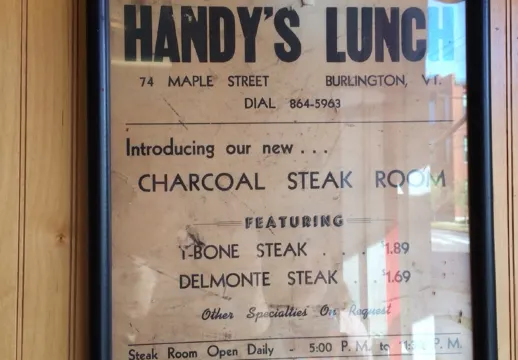 HANDY'S LUNCH
74 MAPLE STREET BURLINGTON, VT.
DIAL 864-5963
Introducing our new . . .
CHARCOAL STEAK ROOM
FEATURING
T-BONE STEAK . . $1.89
DELMONTE STEAK . $1.69
Other Specialties On Request
Steak Room Open Daily - 5:00 P. M. to P. M.